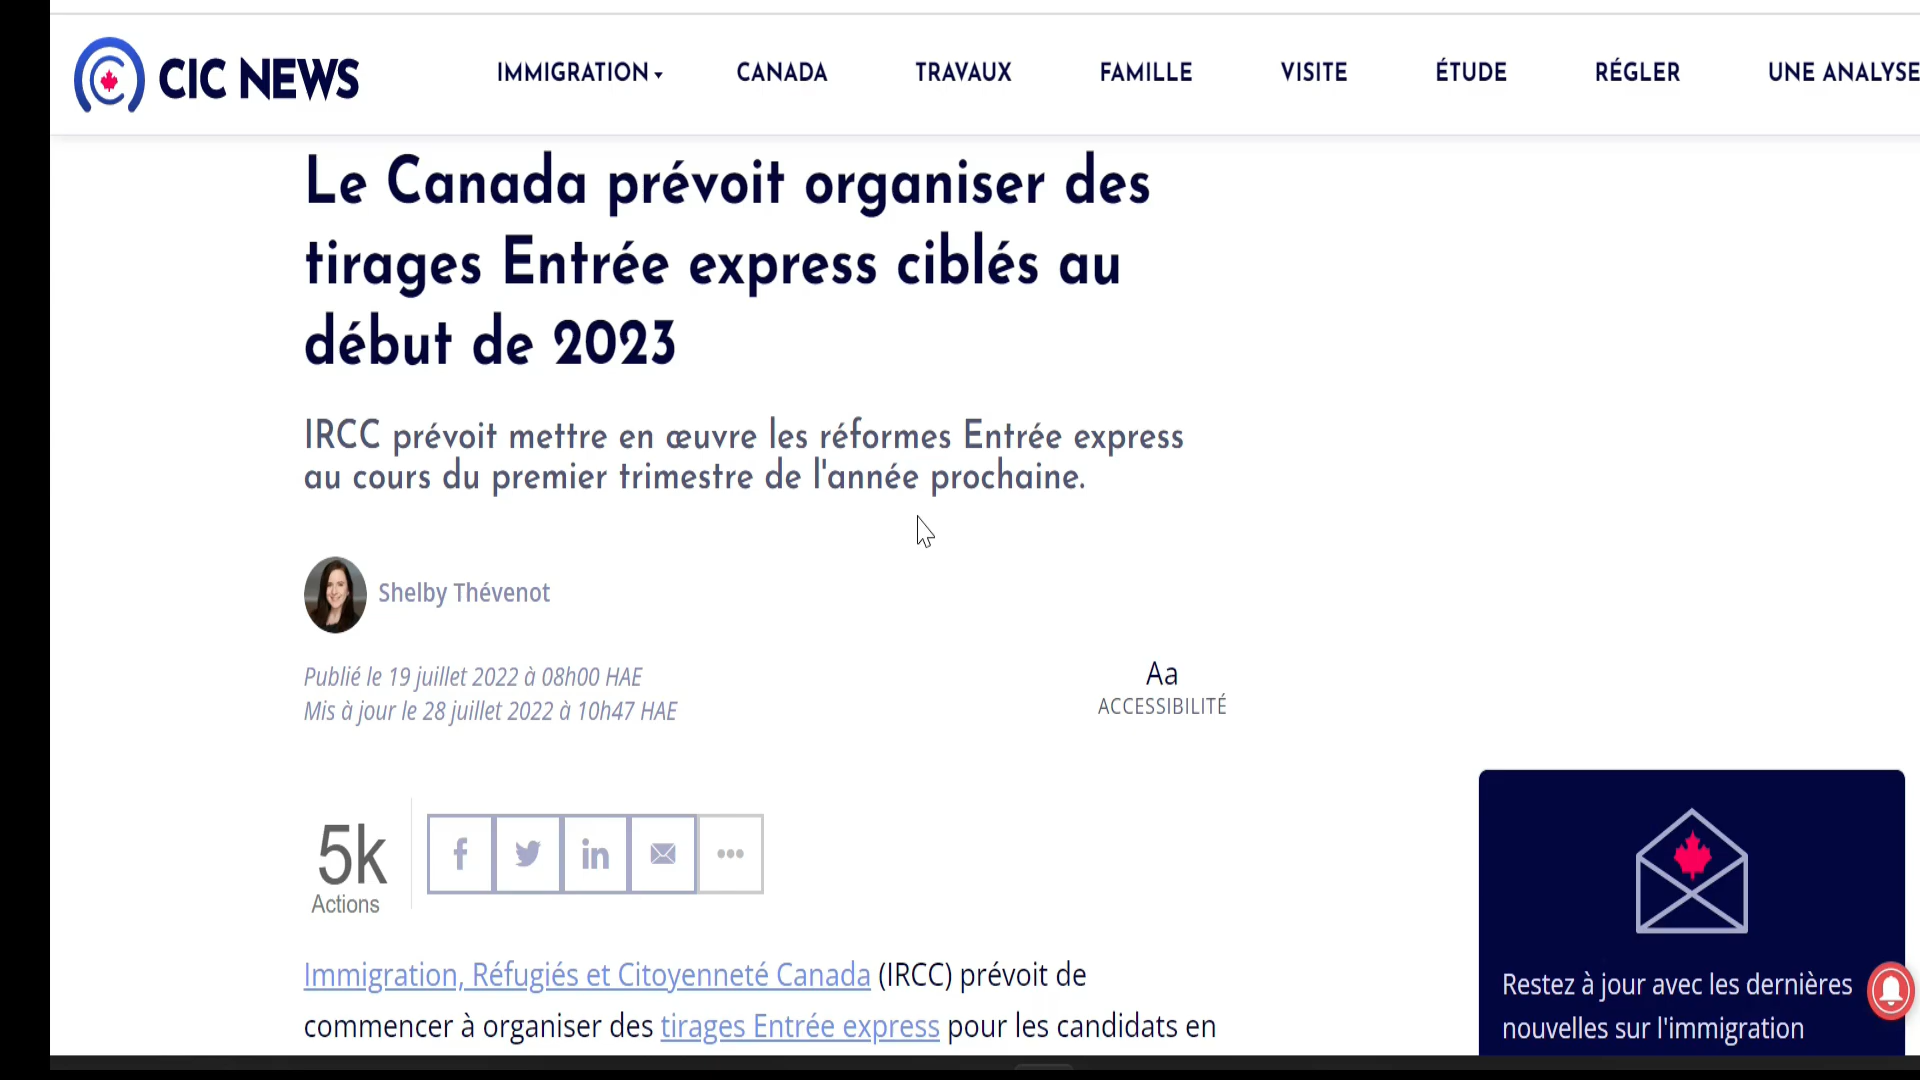 CIC NEWS
IMMIGRATION CANADA TRAVAUX FAMILLE VISITE ÉTUDE RÉGLER UNE ANALYSE
Le Canada prévoit organiser des
tirages Entrée express ciblés au
début de 2023
IRCC prévoit mettre en œuvre les réformes Entrée express
au cours du premier trimestre de l'année prochaine.
Shelby Thévenot
Publié le 19 juillet 2022 à 08h00 HAE
Mis à jour le 28 juillet 2022 à 10h47 HAE
Aa
ACCESSIBILITÉ
5k
Actions
Immigration, Réfugiés et Citoyenneté Canada (IRCC) prévoit de
commencer à organiser des tirages Entrée express pour les candidats en
Restez à jour avec les dernières
nouvelles sur l'immigration